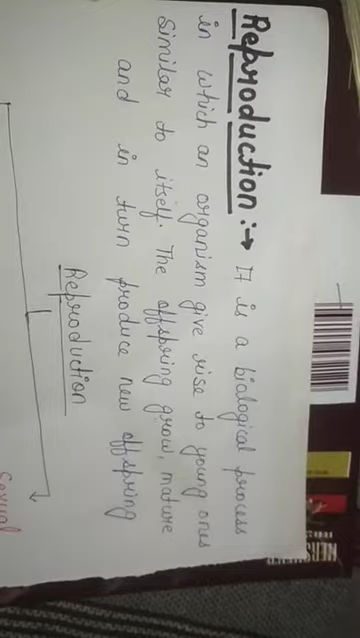 Reproduction :→ It is a biological process
in which an organism give rise to young ones
similar to itself. The offspring grow, mature
and in turn produce new offspring
Reproduction
Sexual